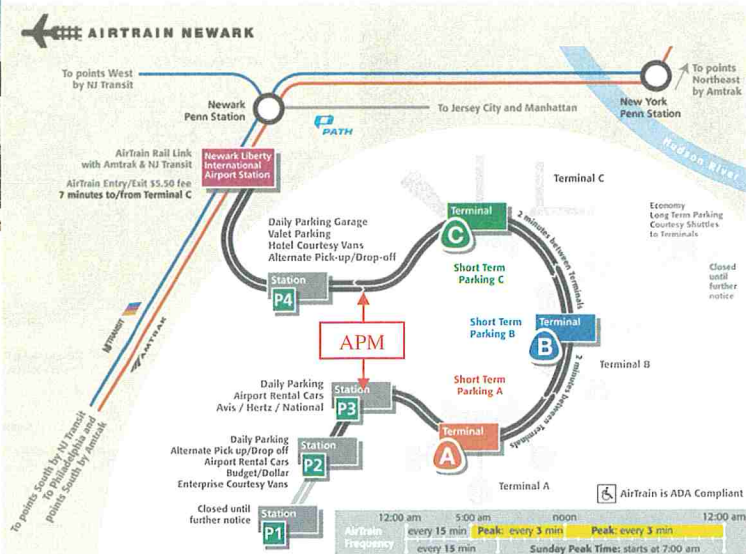 AIRTRAIN NEWARK
To points West
by NJ Transit
Newark
Penn Station
To Jersey City and Manhattan
PATH
New York
Penn Station
To points
Northeast
by Amtrak
Hudson River
AirTrain Rail Link
with Amtrak & NJ Transit
AirTrain Entry/Exit $5.50 fee
7 minutes to/from Terminal C
Newark Liberty
International
Airport Station
Terminal C
Economy
Long Term Parking
Courtesy Shuttles
to Terminals
Closed
until
further
notice
Daily Parking Garage
Valet Parking
Hotel Courtesy Vans
Alternate Pick-up/Drop-off
Station
P4
Terminal
C
Short Term
Parking C
2 minutes between Terminals
Short Term
Parking B
Terminal
B
Terminal B
2 minutes between Terminals
APM
NJ TRANSIT
AMTRAK
Daily Parking
Airport Rental Cars
Avis / Hertz / National
Station
P3
Short Term
Parking A
Terminal
A
Terminal A
Daily Parking
Alternate Pick up/Drop off
Airport Rental Cars
Budget/Dollar
Enterprise Courtesy Vans
Station
P2
Closed until
further notice
Station
P1
To points South by NJ Transit
To Philadelphia and
points South by Amtrak
AirTrain is ADA Compliant
12:00 am 5:00 am noon 12:00 am
AirTrain
Frequency
every 15 min Peak: every 3 min Peak: every 3 min
every 15 min Sunday Peak Time: starts at 7:00 am